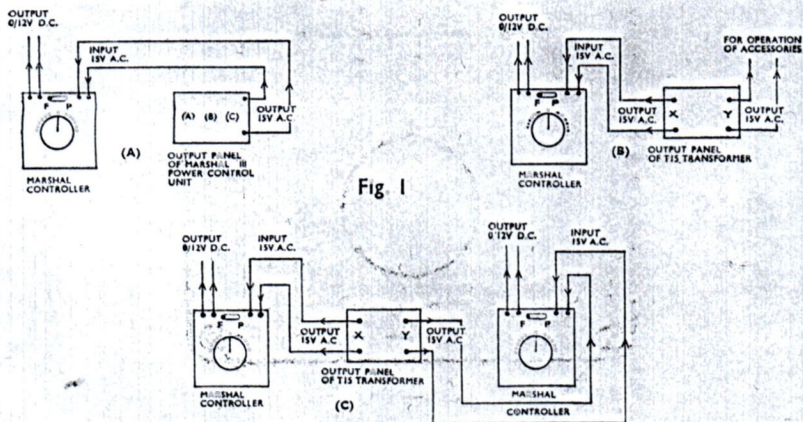 OUTPUT
0/12V D.C.
INPUT
15V A.C.
F P
MARSHAL
CONTROLLER
(A)
(A) (B) (C)
OUTPUT
15V A.C.
OUTPUT PANEL
OF MARSHAL III
POWER CONTROL
UNIT
OUTPUT
0/12V D.C.
INPUT
15V A.C.
F P
MARSHAL
CONTROLLER
(B)
OUTPUT
15V A.C.
X Y
OUTPUT
15V A.C.
OUTPUT PANEL
OF T15 TRANSFORMER
FOR OPERATION
OF ACCESSORIES
Fig 1
OUTPUT
0/12V D.C.
INPUT
15V A.C.
F P
MARSHAL
CONTROLLER
(C)
OUTPUT
15V A.C
X Y
OUTPUT
15V A.C.
OUTPUT PANEL
OF T15 TRANSFORMER
OUTPUT
0/12V D.C.
INPUT
15V A.C.
F P
MARSHAL
CONTROLLER